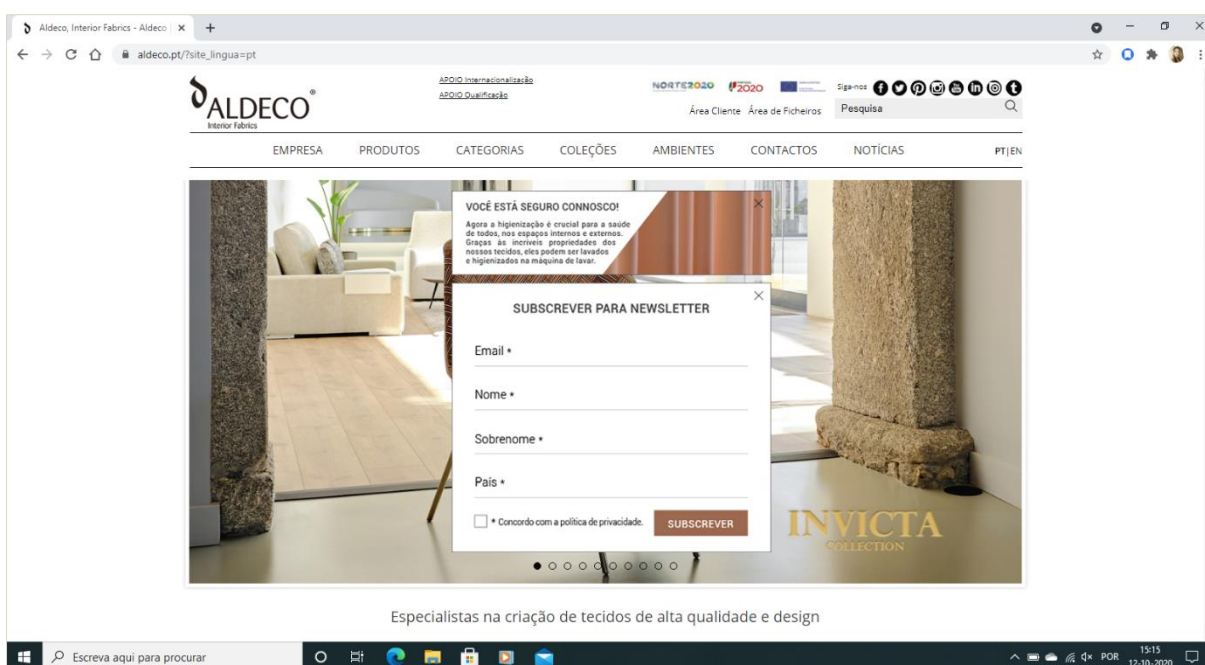 Aldeco, Interior Fabrics - Aldeco |
aldeco.pt/?site_lingua=pt
ALDECO®
Interior Fabrics
APOIO Internacionalização
APOIO Qualificação
NORTE2020 2020
Siga-nos
Área Cliente Área de Ficheiros
Pesquisa
EMPRESA PRODUTOS CATEGORIAS COLEÇÕES AMBIENTES CONTACTOS NOTÍCIAS PT|EN
VOCÊ ESTÁ SEGURO CONNOSCO!
Agora a higienização é crucial para a saúde
de todos, nos espaços internos e externos.
Graças às incríveis propriedades dos
nossos tecidos, eles podem ser lavados
e higienizados na máquina de lavar.
SUBSCREVER PARA NEWSLETTER
Email *
Nome *
Sobrenome *
País *
* Concordo com a política de privacidade.
SUBSCREVER
INVICTA
COLLECTION
Especialistas na criação de tecidos de alta qualidade e design
Escreva aqui para procurar
POR
15:15
12-10-2020